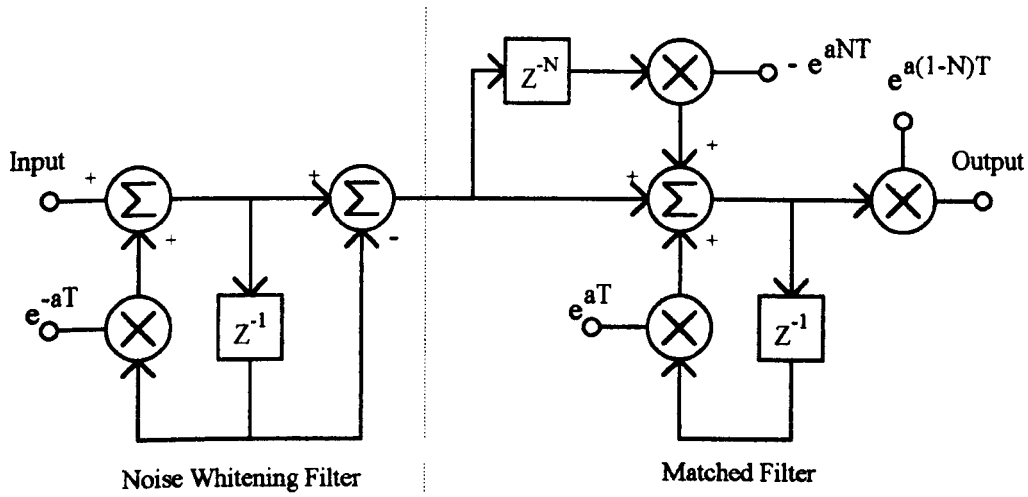 Z^-N
- e^aNT
e^a(1-N)T
Input
+
Σ
+
+
Σ
-
+
+
Σ
+
Output
e^-aT
Z^-1
e^aT
Z^-1
Noise Whitening Filter
Matched Filter